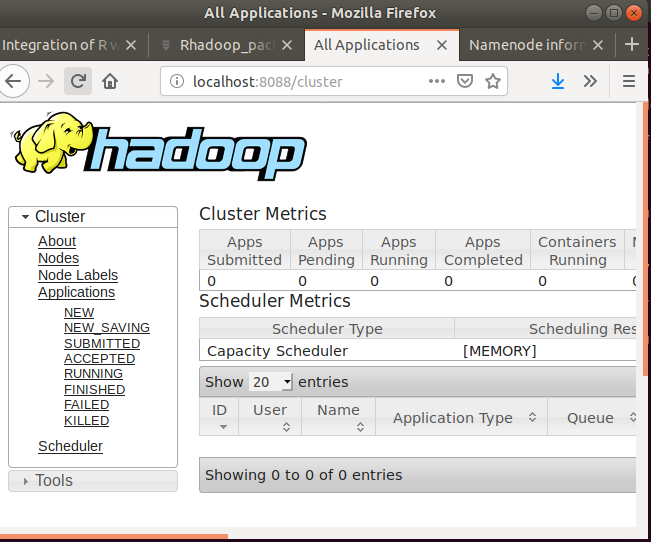 All Applications - Mozilla Firefox
Integration of R w
Rhadoop_pac
All Applications
Namenode inforr
localhost:8088/cluster
hadoop
Cluster
About
Nodes
Node Labels
Applications
NEW
NEW_SAVING
SUBMITTED
ACCEPTED
RUNNING
FINISHED
FAILED
KILLED
Scheduler
Tools
Cluster Metrics
Apps Submitted Apps Pending Apps Running Apps Completed Containers Running
0 0 0 0 0
Scheduler Metrics
Scheduler Type Scheduling Res
Capacity Scheduler [MEMORY]
Show 20 entries
ID User Name Application Type Queue
Showing 0 to 0 of 0 entries